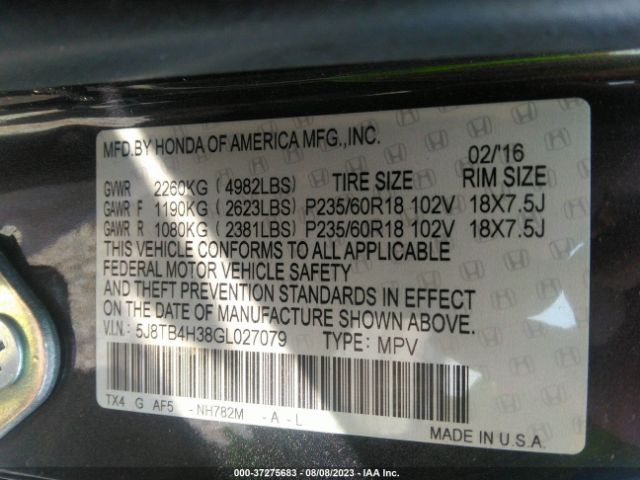 MFD.BY HONDA OF AMERICA MFG.,INC.
02/'16
GVWR 2260KG ( 4982LBS) TIRE SIZE RIM SIZE
GAWR F 1190KG ( 2623LBS) P235/60R18 102V 18X7.5J
GAWR R 1080KG ( 2381LBS) P235/60R18 102V 18X7.5J
THIS VEHICLE CONFORMS TO ALL APPLICABLE
FEDERAL MOTOR VEHICLE SAFETY
AND THEFT PREVENTION STANDARDS IN EFFECT
ON THE DATE OF MANUFACTURE SHOWN ABOVE.
V.I.N.: 5J8TB4H38GL027079 TYPE: MPV
TX4 G AF5 - NH782M - A - L
MADE IN U.S.A.
000-37275683 - 08/08/2023 - IAA Inc.